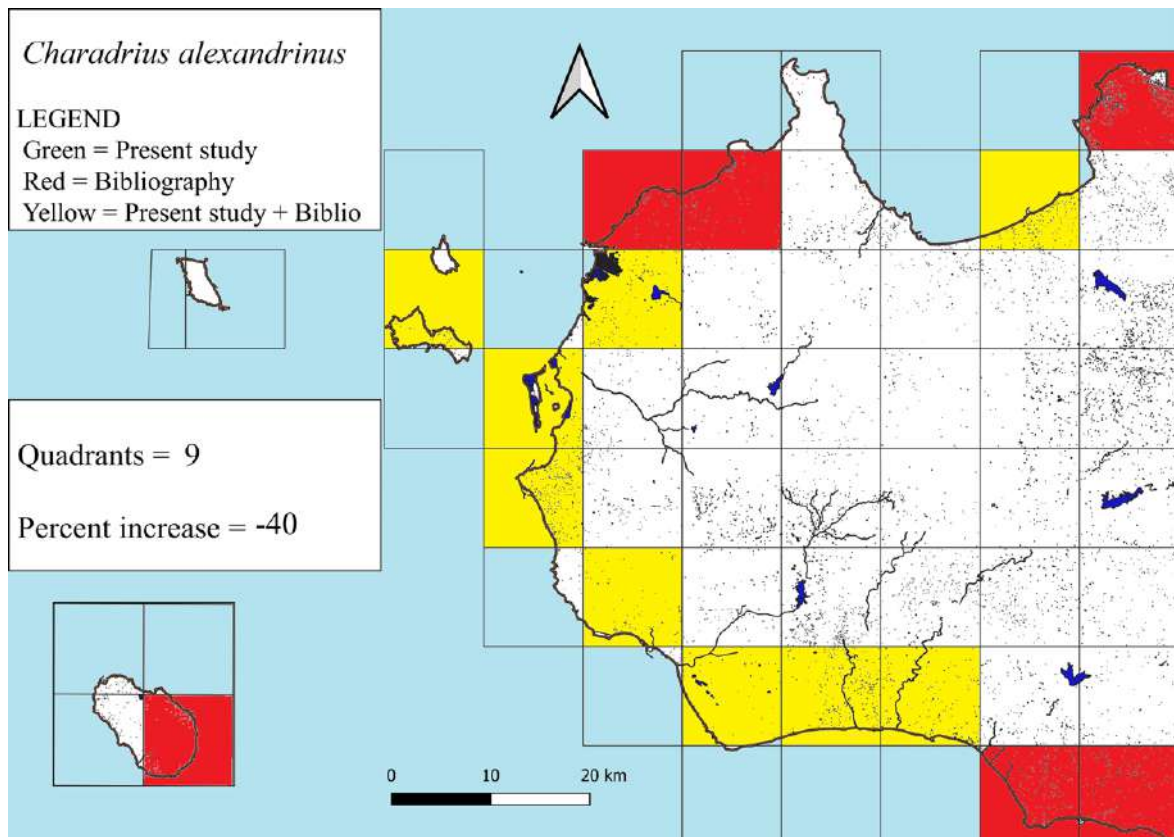 Charadrius alexandrinus
LEGEND
Green = Present study
Red = Bibliography
Yellow = Present study + Biblio
Quadrants = 9
Percent increase = -40
0 10 20 km